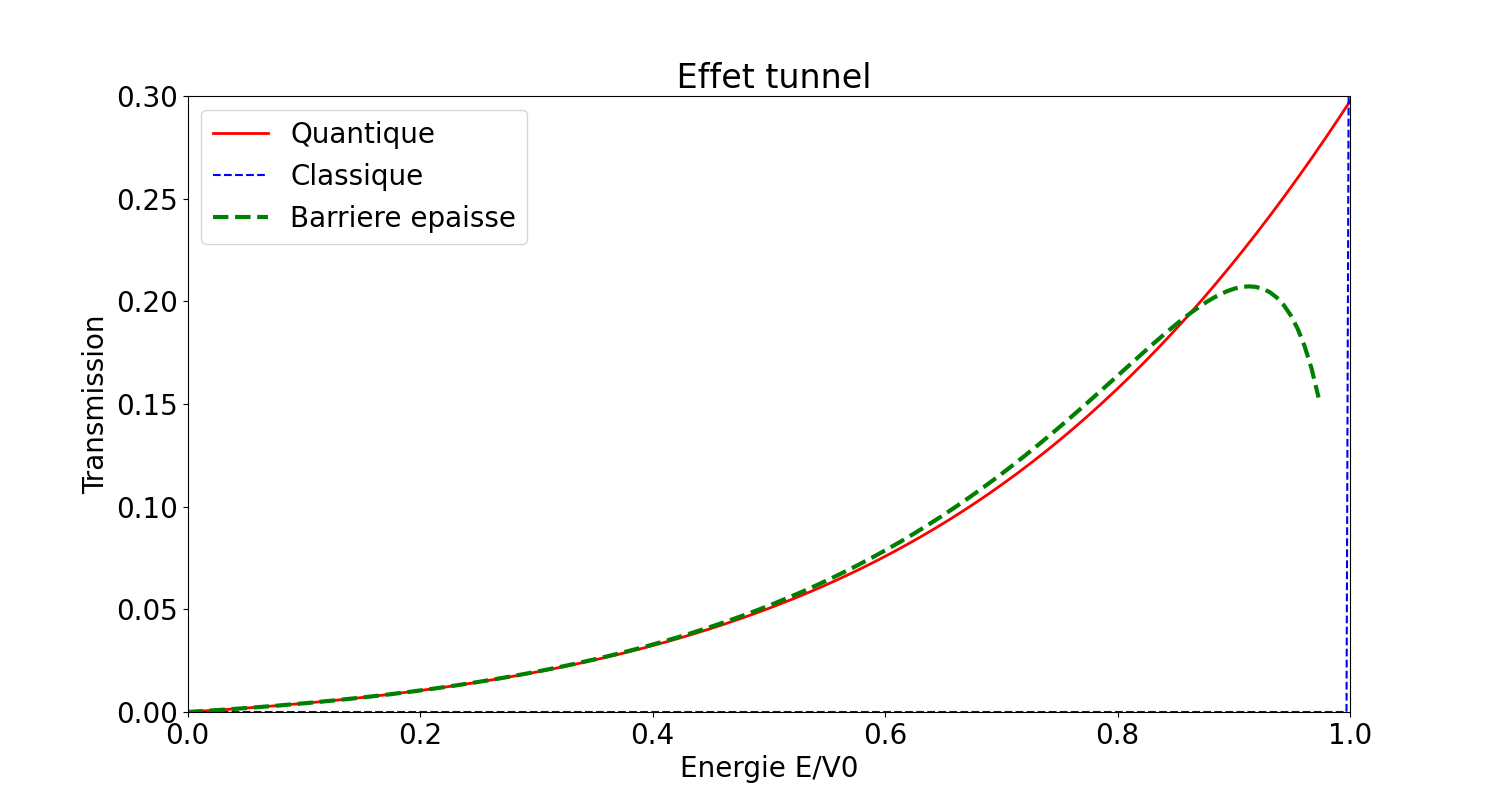 Effet tunnel
0.30
0.25
0.20
0.15
0.10
0.05
0.00
Transmission
Quantique
Classique
Barriere epaisse
0.0 0.2 0.4 0.6 0.8 1.0
Energie E/V0